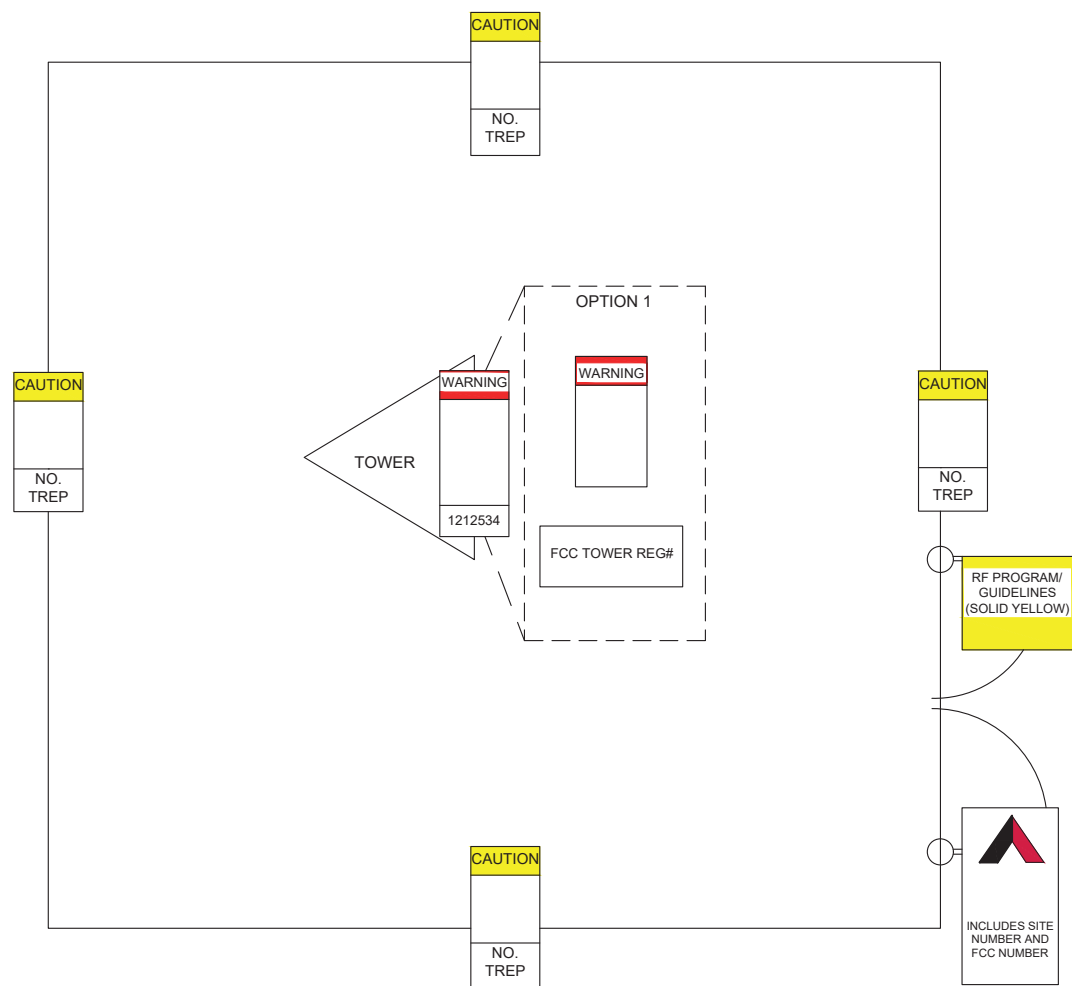 CAUTION
NO.
TREP
OPTION 1
WARNING
WARNING
CAUTION
NO.
TREP
TOWER
1212534
FCC TOWER REG#
CAUTION
NO.
TREP
RF PROGRAM/
GUIDELINES
(SOLID YELLOW)
CAUTION
NO.
TREP
INCLUDES SITE
NUMBER AND
FCC NUMBER